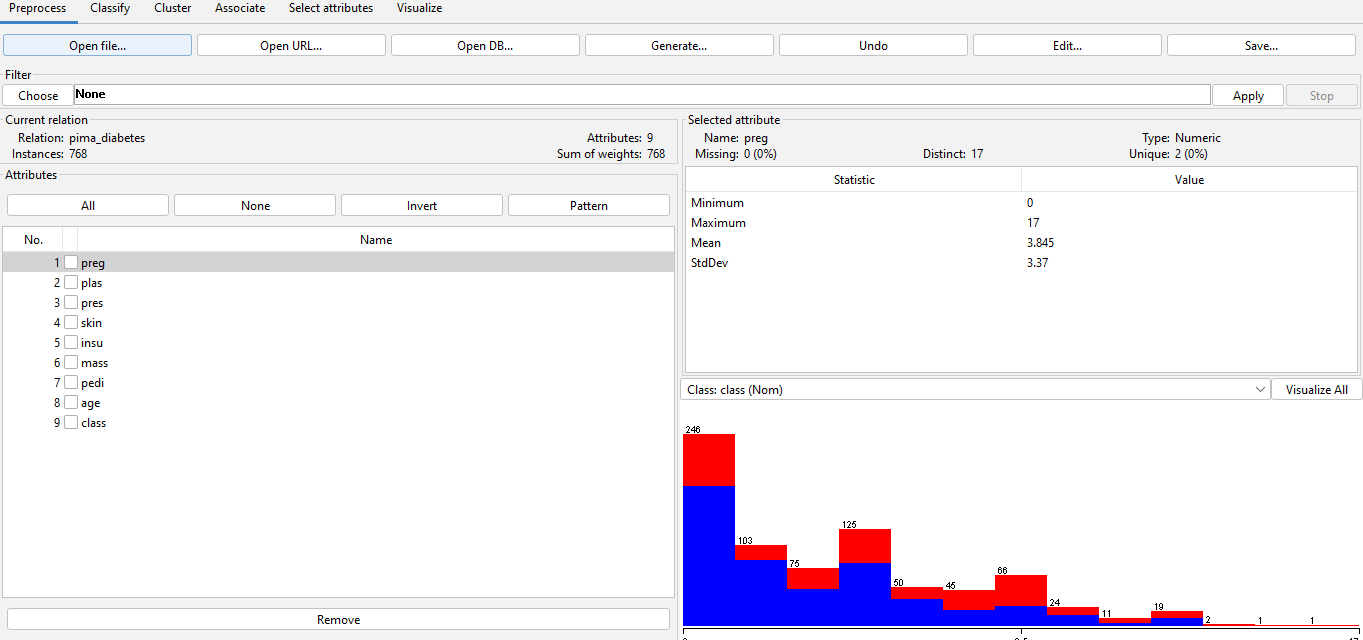 Preprocess Classify Cluster Associate Select attributes Visualize
Open file... Open URL... Open DB... Generate... Undo Edit... Save...
Filter
Choose None Apply Stop
Current relation
Relation: pima_diabetes Attributes: 9
Instances: 768 Sum of weights: 768
Attributes
All None Invert Pattern
No. Name
1 preg
2 plas
3 pres
4 skin
5 insu
6 mass
7 pedi
8 age
9 class
Remove
Selected attribute
Name: preg Type: Numeric
Missing: 0 (0%) Distinct: 17 Unique: 2 (0%)
Statistic Value
Minimum 0
Maximum 17
Mean 3.845
StdDev 3.37
Class: class (Nom) Visualize All
246
103
75
125
50
45
66
24
11
19
2
1
1